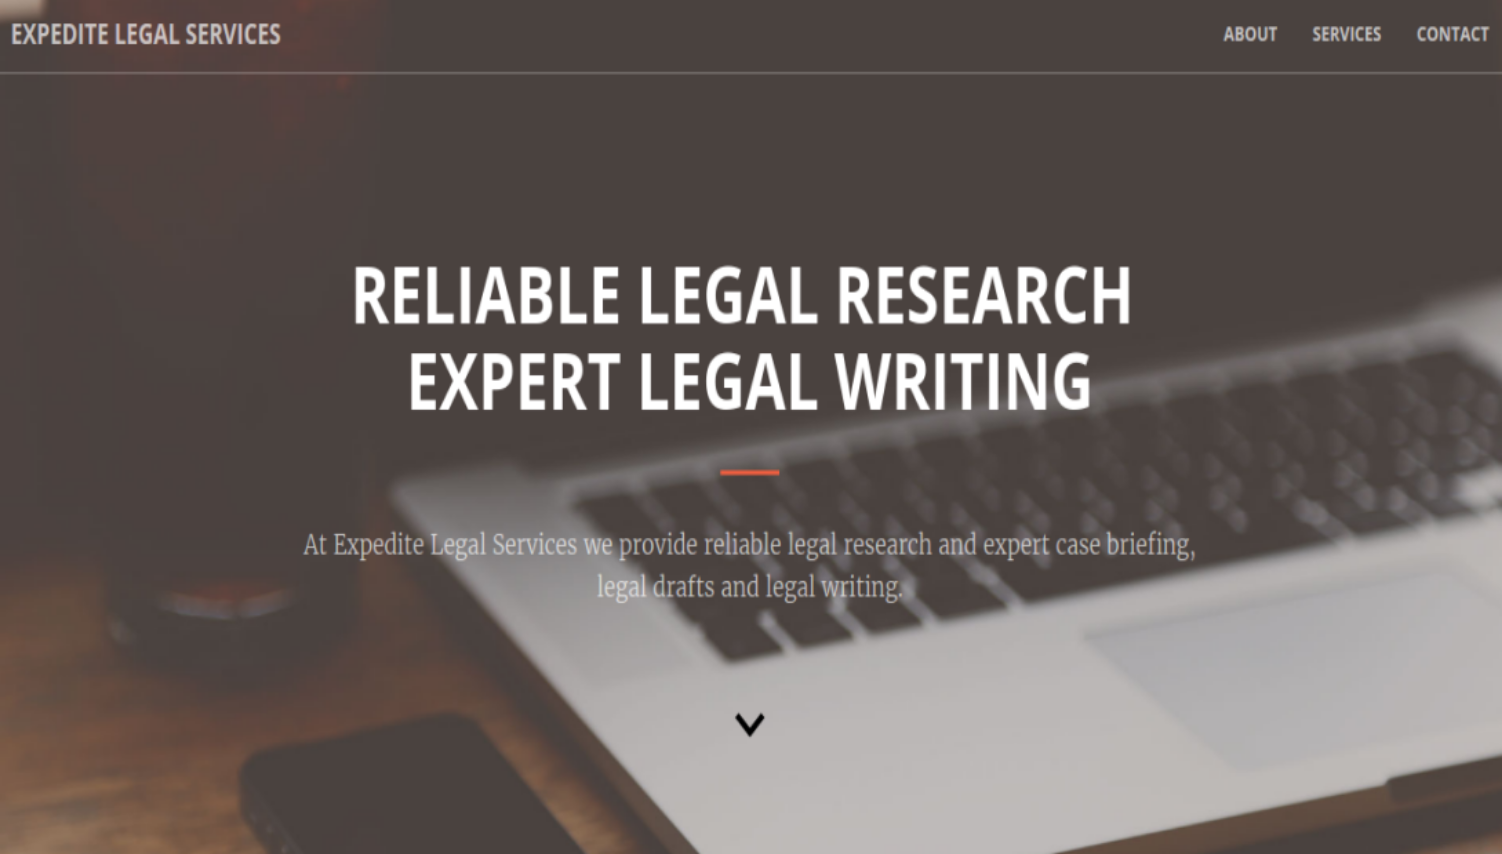 EXPEDITE LEGAL SERVICES
ABOUT SERVICES CONTACT
RELIABLE LEGAL RESEARCH
EXPERT LEGAL WRITING
At Expedite Legal Services we provide reliable legal research and expert case briefing,
legal drafts and legal writing.